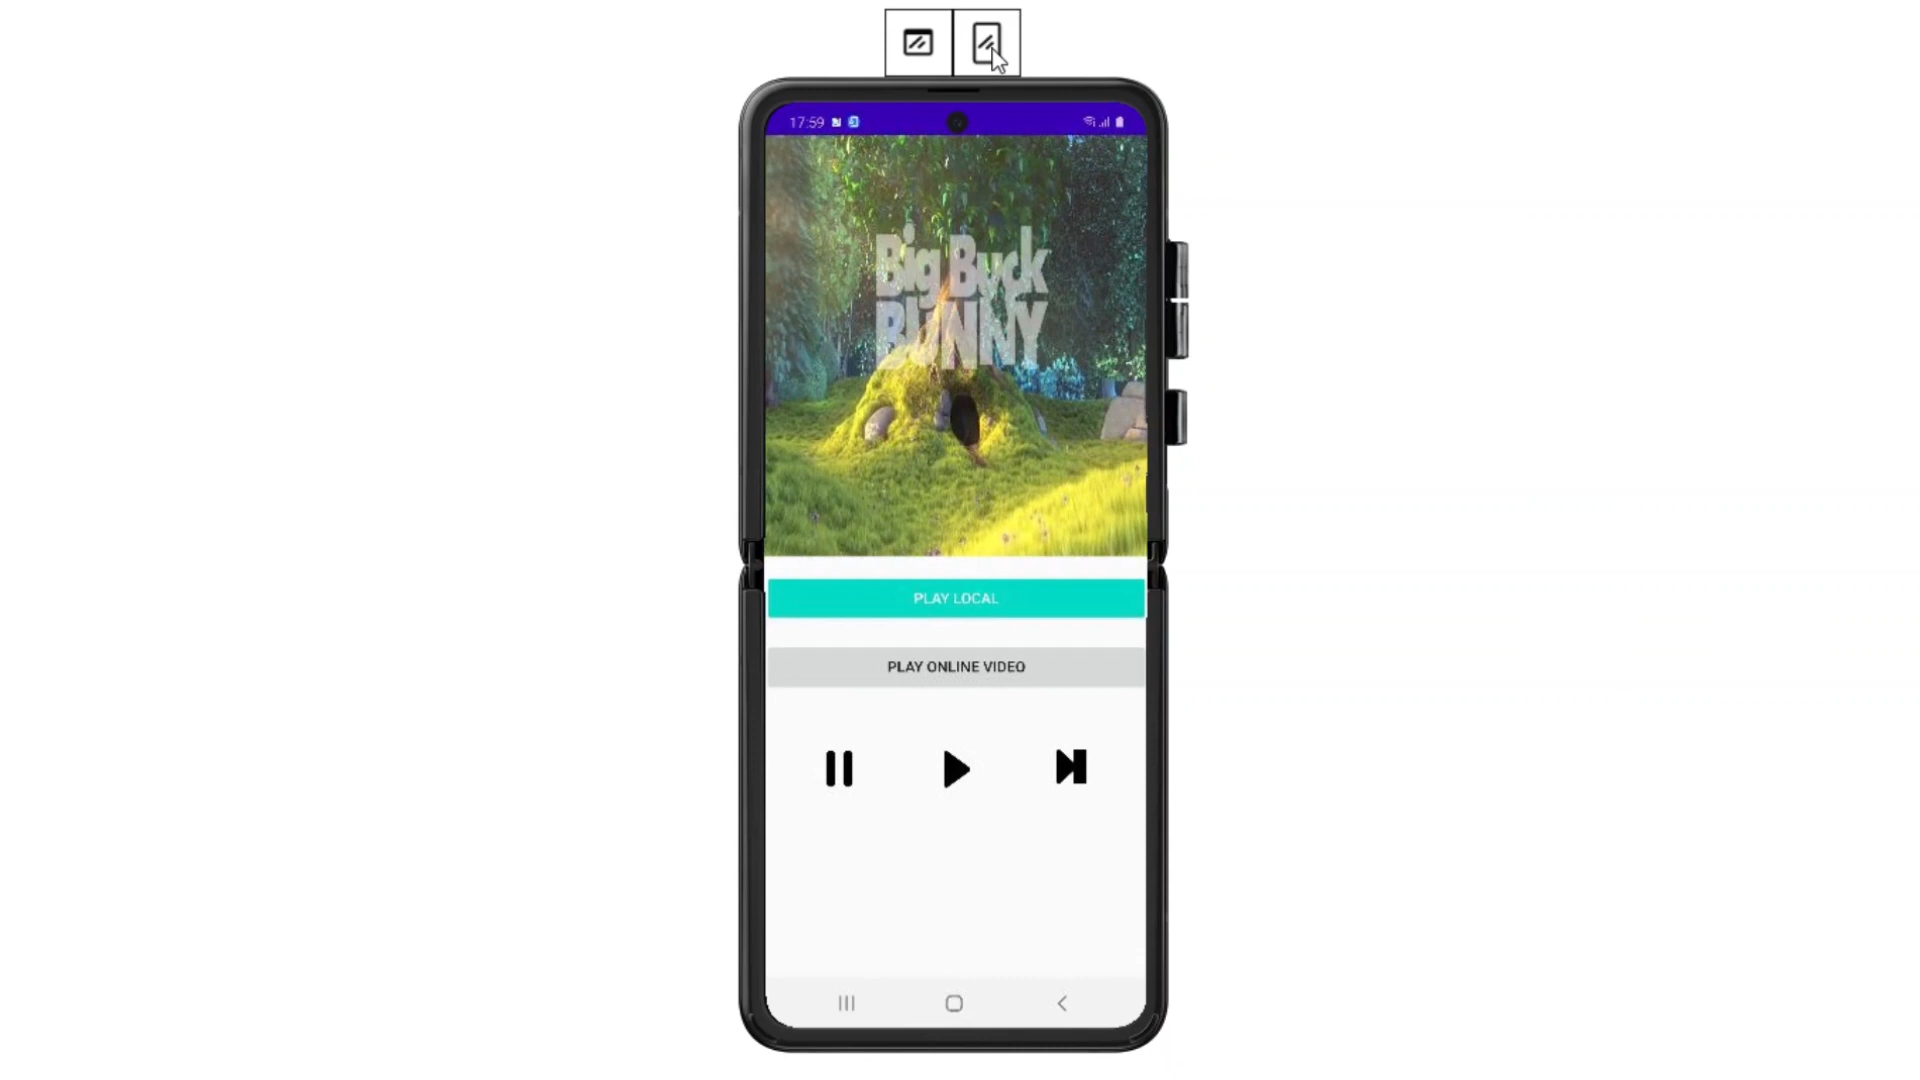 17:59
Big Buck
BUNNY
PLAY LOCAL
PLAY ONLINE VIDEO